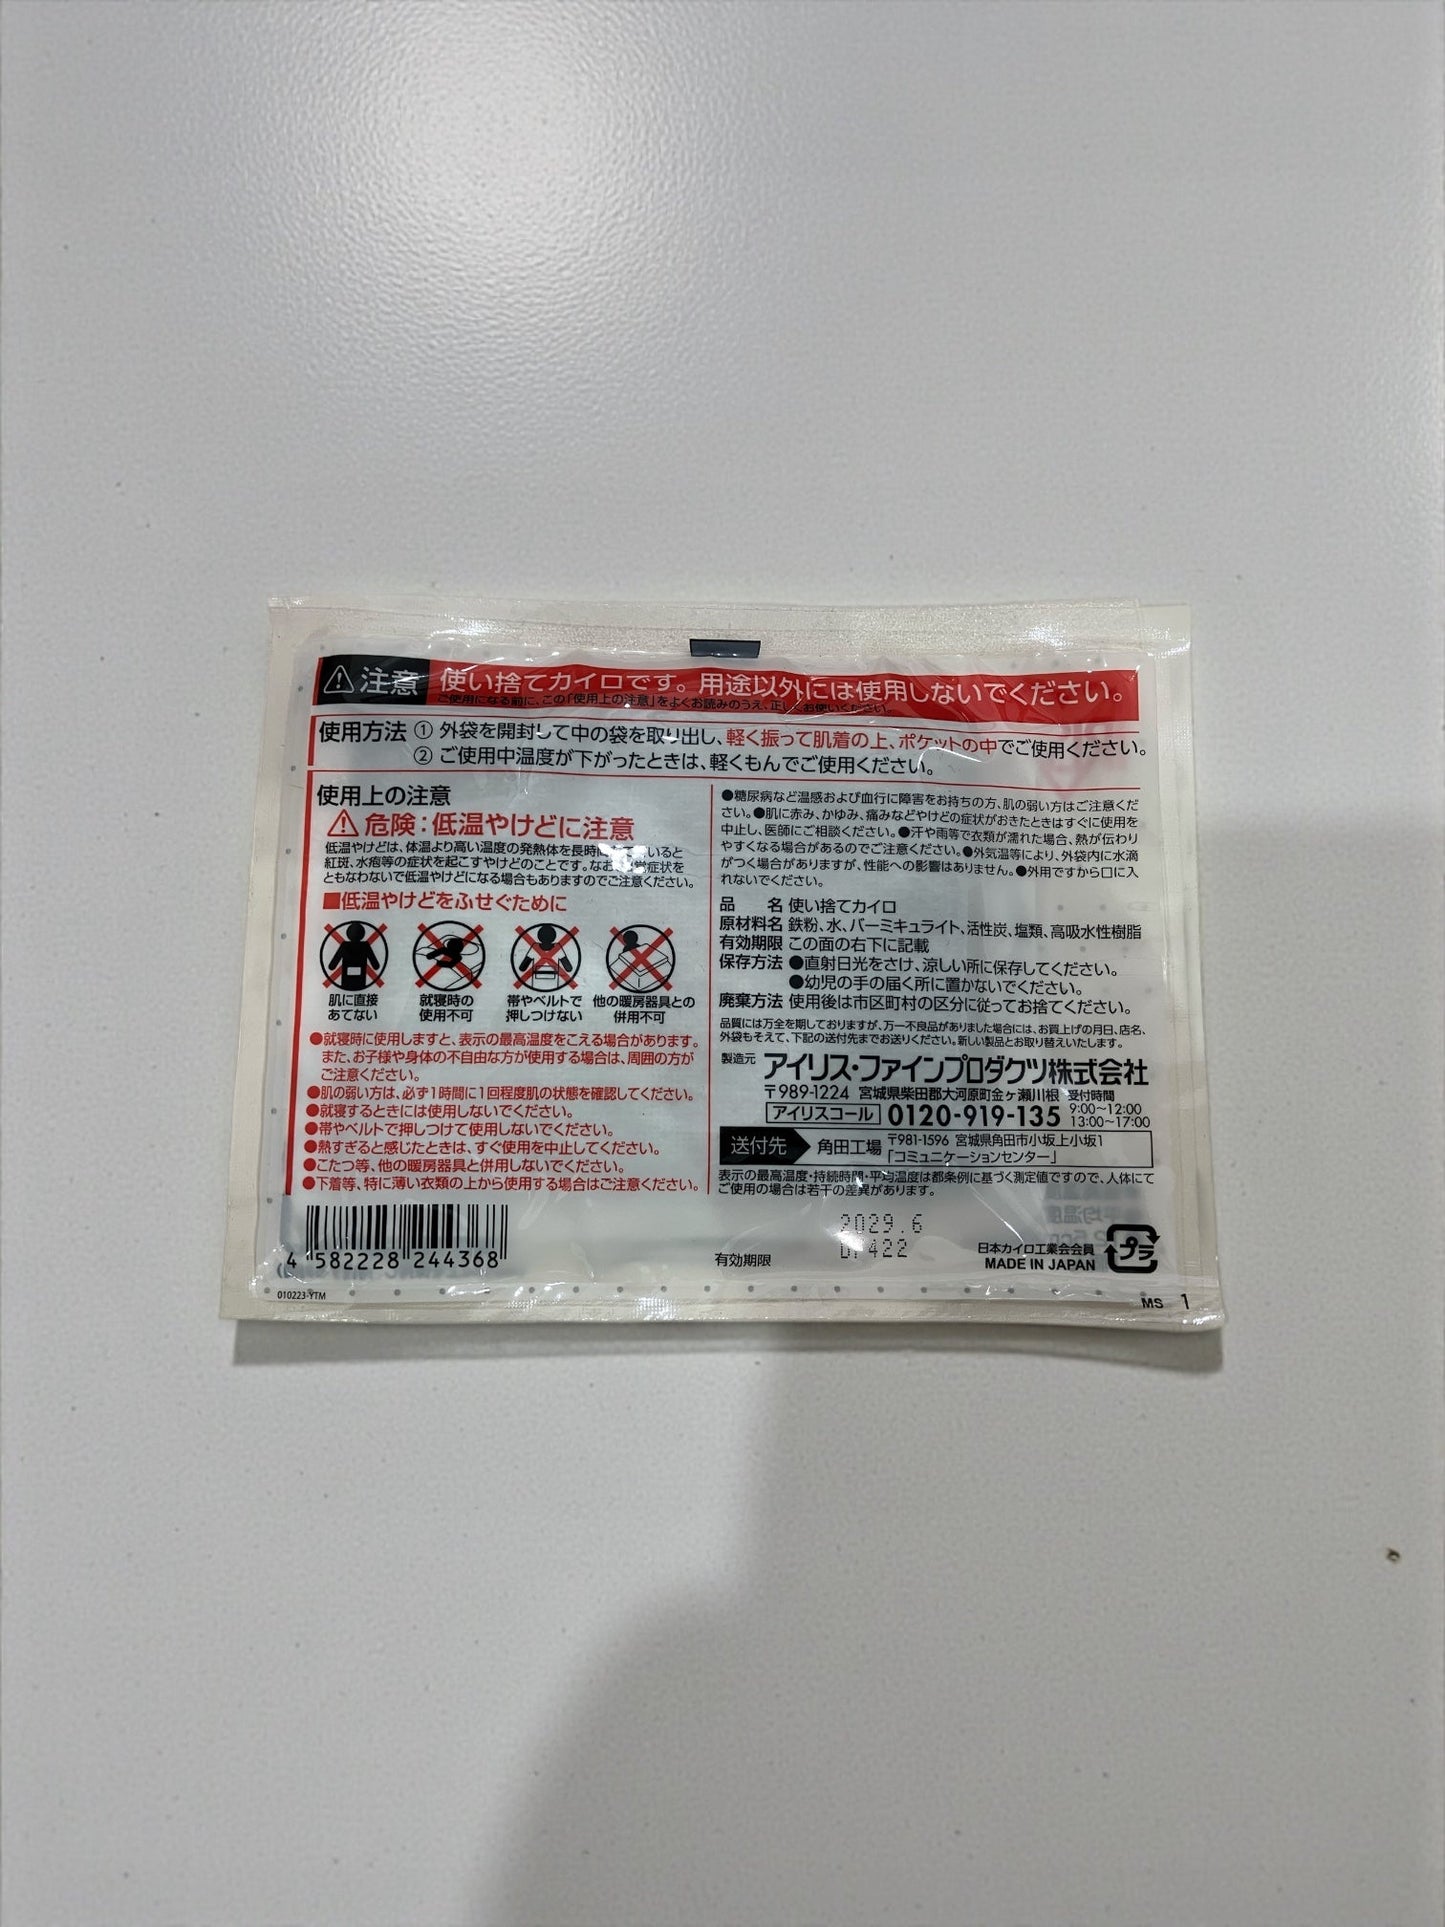 注意 使い捨てカイロです。用途以外には使用しないでください。
ご使用になる前に、この「使用上の注意」をよくお読みのうえ、正しくお使いください。
使用方法 ① 外袋を開封して中の袋を取り出し、軽く振って肌着の上、ポケットの中でご使用ください。
② ご使用中温度が下がったときは、軽くもんでご使用ください。
使用上の注意
危険:低温やけどに注意
低温やけどは、体温より高い温度の発熱体を長時間 いると
紅斑、水疱等の症状を起こすやけどのことです。なお 症状を
ともなわないで低温やけどになる場合もありますのでご注意ください。
■低温やけどをふせぐために
肌に直接
あてない
就寝時の
使用不可
帯やベルトで
押しつけない
他の暖房器具との
併用不可
●就寝時に使用しますと、表示の最高温度をこえる場合があります。
また、お子様や身体の不自由な方が使用する場合は、周囲の方が
ご注意ください。
●肌の弱い方は、必ず1時間に1回程度肌の状態を確認してください。
●就寝するときには使用しないでください。
●帯やベルトで押しつけて使用しないでください。
●熱すぎると感じたときは、すぐ使用を中止してください。
●こたつ等、他の暖房器具と併用しないでください。
●下着等、特に薄い衣類の上から使用する場合はご注意ください。
4 582228 244368
010223-YTM
●糖尿病など温感および血行に障害をお持ちの方、肌の弱い方はご注意くだ
さい。●肌に赤み、かゆみ、痛みなどやけどの症状がおきたときはすぐに使用を
中止し、医師にご相談ください。●汗や雨等で衣類が濡れた場合、熱が伝わり
やすくなる場合があるのでご注意ください。●外気温等により、外袋内に水滴
がつく場合がありますが、性能への影響はありません。●外用ですから口に入
れないでください。
品 名 使い捨てカイロ
原材料名 鉄粉、水、バーミキュライト、活性炭、塩類、高吸水性樹脂
有効期限 この面の右下に記載
保存方法 ●直射日光をさけ、涼しい所に保存してください。
●幼児の手の届く所に置かないでください。
廃棄方法 使用後は市区町村の区分に従ってお捨てください。
品質には万全を期しておりますが、万一不良品がありました場合には、お買上げの月日、店名、
外袋もそえて、下記の送付先までお送りください。新しい製品とお取り替えいたします。
製造元 アイリス・ファインプロダクツ株式会社
〒989-1224 宮城県柴田郡大河原町金ヶ瀬川根 受付時間
アイリスコール 0120-919-135 9:00~12:00
13:00~17:00
送付先 角田工場 〒981-1596 宮城県角田市小坂上小坂1
「コミュニケーションセンター」
表示の最高温度・持続時間・平均温度は都条例に基づく測定値ですので、人体にて
ご使用の場合は若干の差異があります。
有効期限 2029.6
422
日本カイロ工業会会員
MADE IN JAPAN
プラ
MS 1